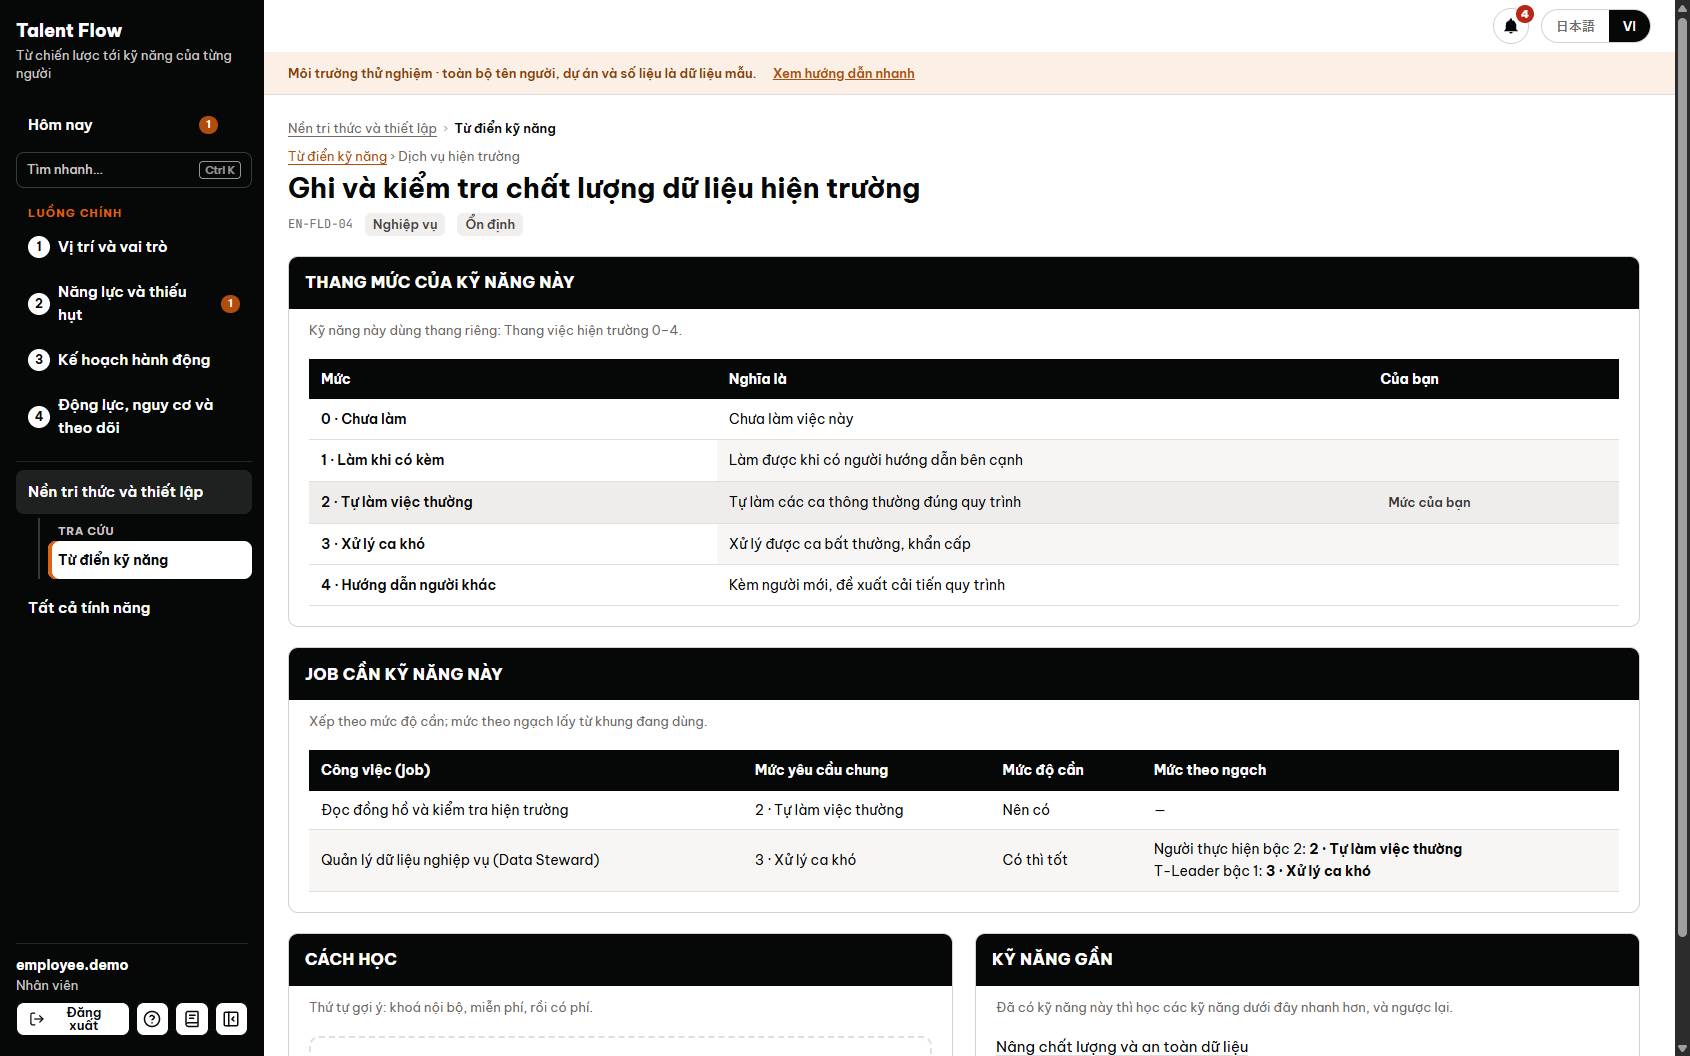 Talent Flow
Từ chiến lược tới kỹ năng của từng
người
Hôm nay
1
Tìm nhanh...
Ctrl K
LUỒNG CHÍNH
1
Vị trí và vai trò
2
Năng lực và thiếu
hụt
1
3
Kế hoạch hành động
4
Động lực, nguy cơ và
theo dõi
Nền tri thức và thiết lập
TRA CỨU
Từ điển kỹ năng
Tất cả tính năng
employee.demo
Nhân viên
Đăng
xuất
4
日本語
VI
Môi trường thử nghiệm · toàn bộ tên người, dự án và số liệu là dữ liệu mẫu. Xem hướng dẫn nhanh
Nền tri thức và thiết lập › Từ điển kỹ năng
Từ điển kỹ năng › Dịch vụ hiện trường
Ghi và kiểm tra chất lượng dữ liệu hiện trường
EN-FLD-04 Nghiệp vụ Ổn định
THANG MỨC CỦA KỸ NĂNG NÀY
Kỹ năng này dùng thang riêng: Thang việc hiện trường 0–4.
Mức Nghĩa là Của bạn
0 · Chưa làm Chưa làm việc này
1 · Làm khi có kèm Làm được khi có người hướng dẫn bên cạnh
2 · Tự làm việc thường Tự làm các ca thông thường đúng quy trình Mức của bạn
3 · Xử lý ca khó Xử lý được ca bất thường, khẩn cấp
4 · Hướng dẫn người khác Kèm người mới, đề xuất cải tiến quy trình
JOB CẦN KỸ NĂNG NÀY
Xếp theo mức độ cần; mức theo ngạch lấy từ khung đang dùng.
Công việc (Job) Mức yêu cầu chung Mức độ cần Mức theo ngạch
Đọc đồng hồ và kiểm tra hiện trường 2 · Tự làm việc thường Nên có —
Quản lý dữ liệu nghiệp vụ (Data Steward) 3 · Xử lý ca khó Có thì tốt Người thực hiện bậc 2: 2 · Tự làm việc thường
T-Leader bậc 1: 3 · Xử lý ca khó
CÁCH HỌC
Thứ tự gợi ý: khoá nội bộ, miễn phí, rồi có phí.
KỸ NĂNG GẦN
Đã có kỹ năng này thì học các kỹ năng dưới đây nhanh hơn, và ngược lại.
Nâng chất lượng và an toàn dữ liệu